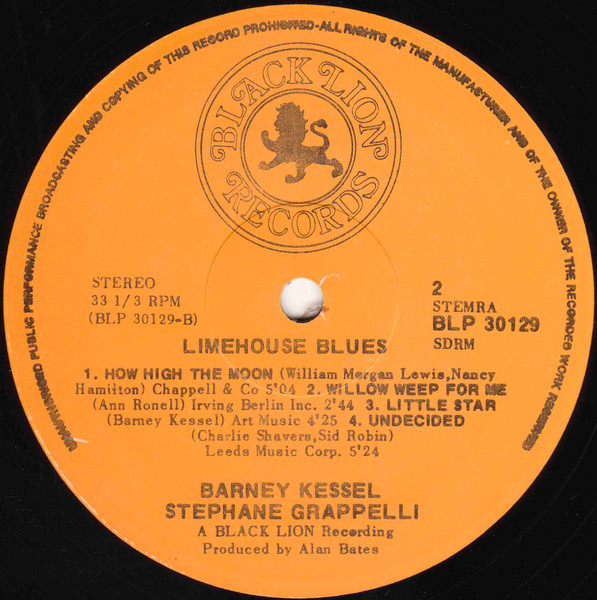 UNAUTHORISED PUBLIC PERFORMANCE BROADCASTING AND COPYING OF THIS RECORD PROHIBITED-ALL RIGHTS OF THE MANUFACTURER AND OF THE OWNER OF THE RECORDED WORK RESERVED
BLACK LION
RECORDS
STEREO
33 1/3 RPM
(BLP 30129-B)
2
STEMRA
BLP 30129
SDRM
LIMEHOUSE BLUES
1. HOW HIGH THE MOON (William Morgan Lewis, Nancy
Hamilton) Chappell & Co 5'04 2. WILLOW WEEP FOR ME
(Ann Ronell) Irving Berlin Inc. 2'44 3. LITTLE STAR
(Barney Kessel) Art Music 4'25 4. UNDECIDED
(Charlie Shavers, Sid Robin)
Leeds Music Corp. 5'24
BARNEY KESSEL
STEPHANE GRAPPELLI
A BLACK LION Recording
Produced by Alan Bates